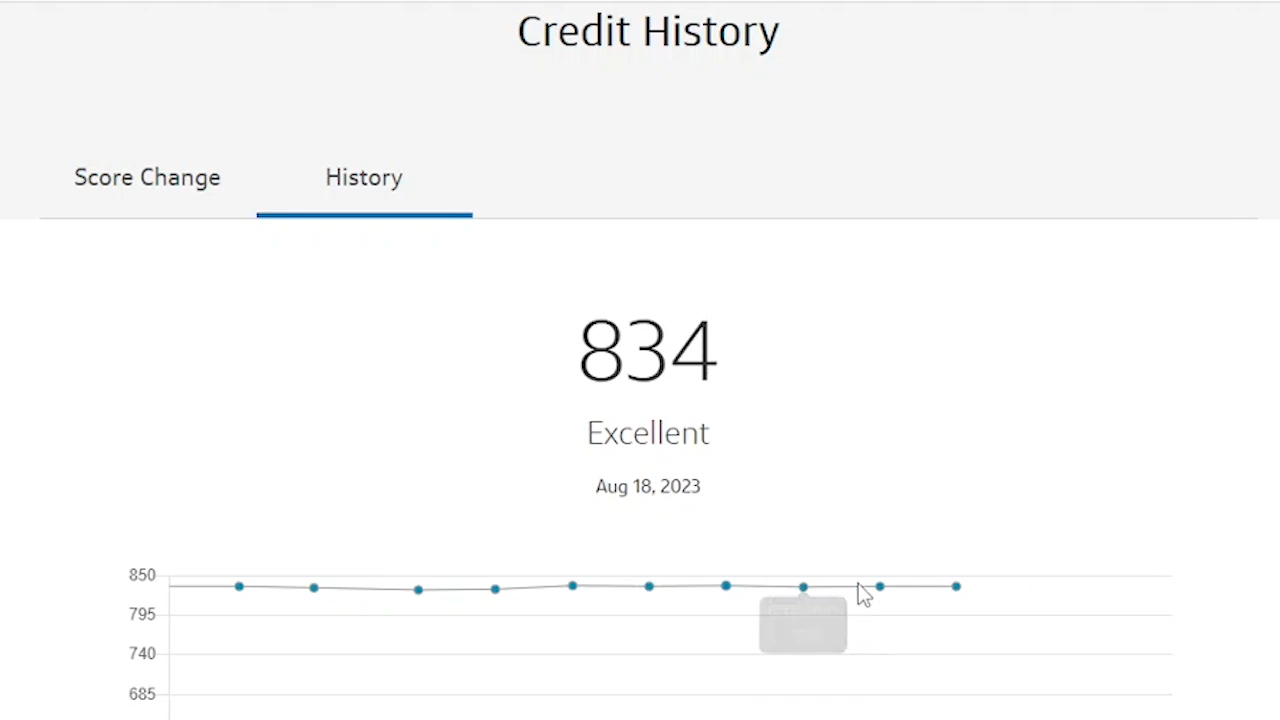 Credit History
Score Change History
834
Excellent
Aug 18, 2023
850
795
740
685